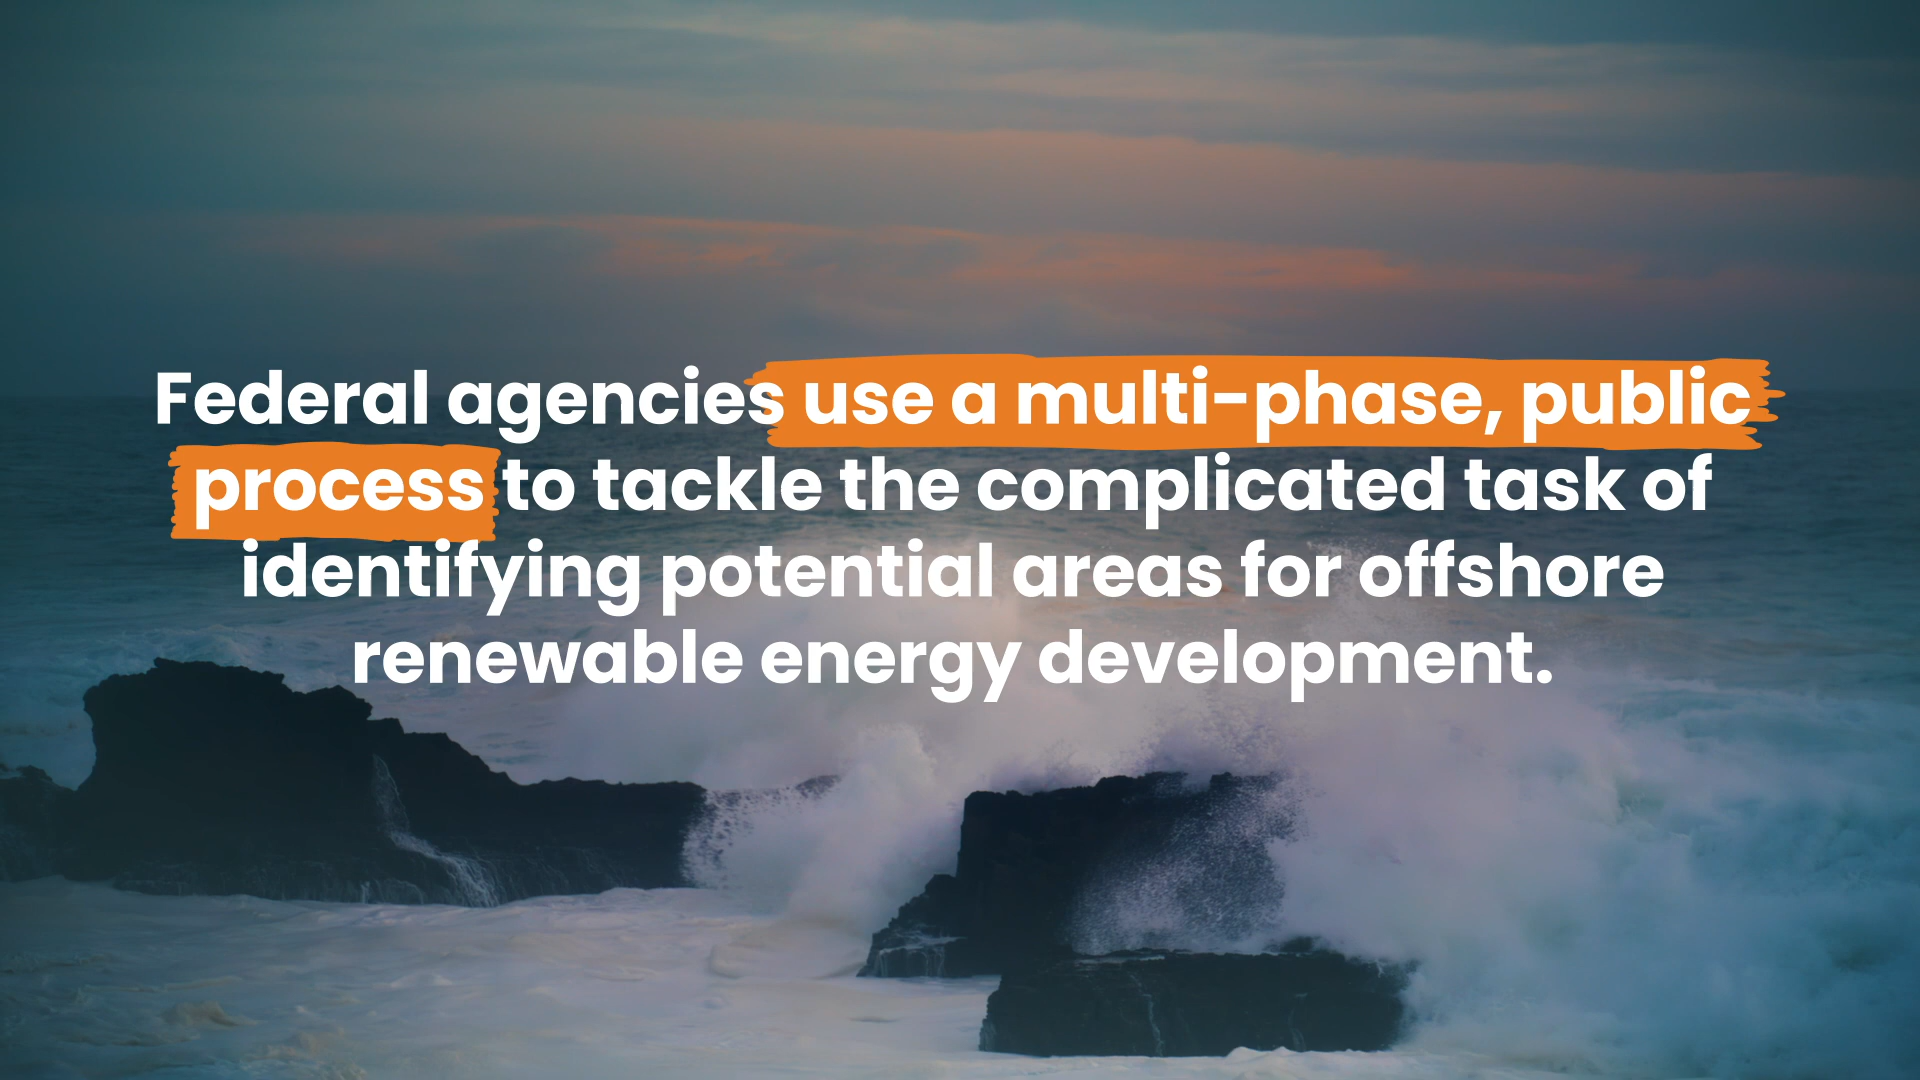 Federal agencies use a multi-phase, public
process to tackle the complicated task of
identifying potential areas for offshore
renewable energy development.